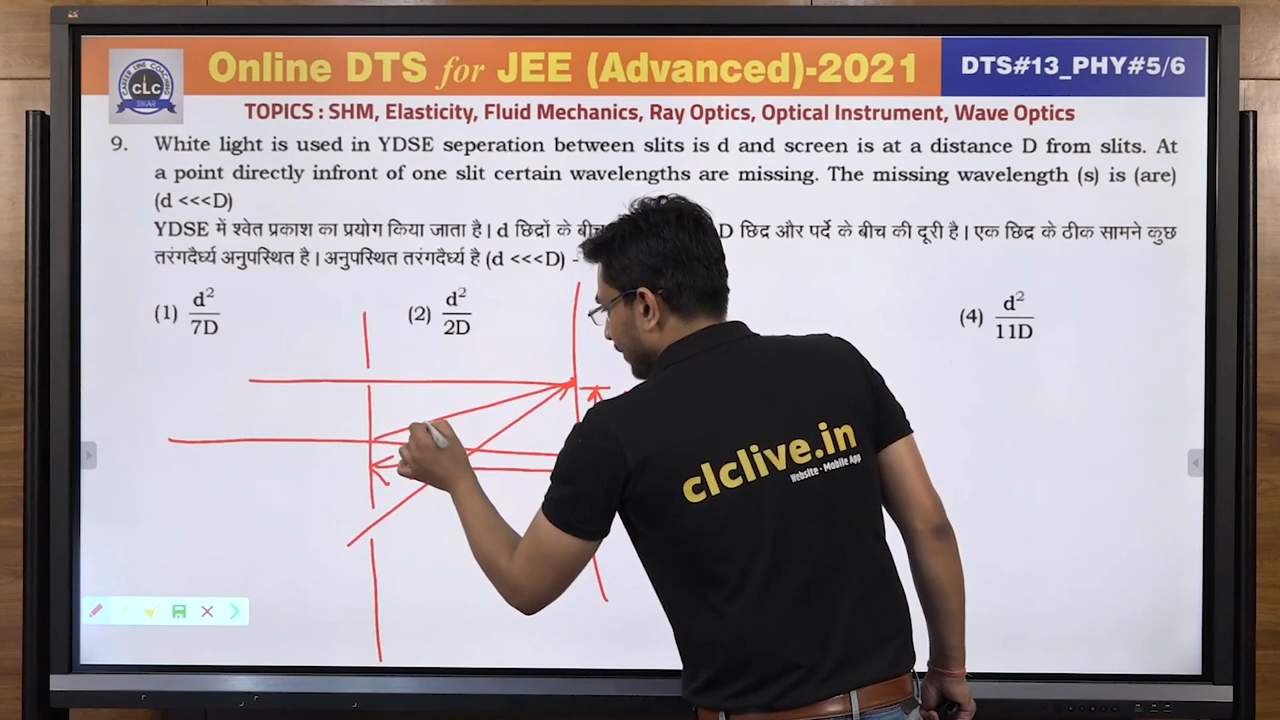 Online DTS for JEE (Advanced)-2021
DTS#13_PHY#5/6
CLC
SIKAR
TOPICS : SHM, Elasticity, Fluid Mechanics, Ray Optics, Optical Instrument, Wave Optics
9. White light is used in YDSE seperation between slits is d and screen is at a distance D from slits. At
a point directly infront of one slit certain wavelengths are missing. The missing wavelength (s) is (are)
(d <<<D)
YDSE में श्वेत प्रकाश का प्रयोग किया जाता है। d छिद्रों के बीच D छिद्र और पर्दे के बीच की दूरी है। एक छिद्र के ठीक सामने कुछ
तरंगदैर्ध्य अनुपस्थित है। अनुपस्थित तरंगदैर्ध्य है (d <<<D) -
(1) d²/7D (2) d²/2D (4) d²/11D
clclive.in
Website - Mobile App